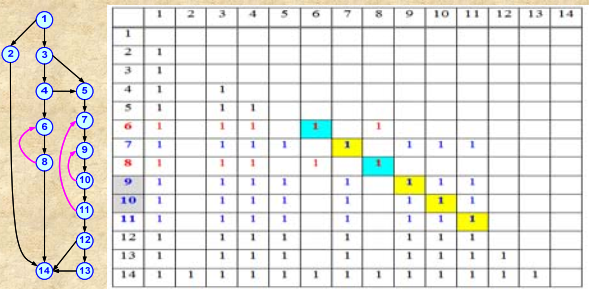 1
2 3
4 5
7
6
9
8
10
11
12
14 13
1 2 3 4 5 6 7 8 9 10 11 12 13 14
1
2 1
3 1
4 1 1
5 1 1 1
6 1 1 1 1 1
7 1 1 1 1 1 1 1 1
8 1 1 1 1 1
9 1 1 1 1 1 1 1 1
10 1 1 1 1 1 1 1 1
11 1 1 1 1 1 1 1 1
12 1 1 1 1 1 1 1 1
13 1 1 1 1 1 1 1 1 1
14 1 1 1 1 1 1 1 1 1 1 1 1 1